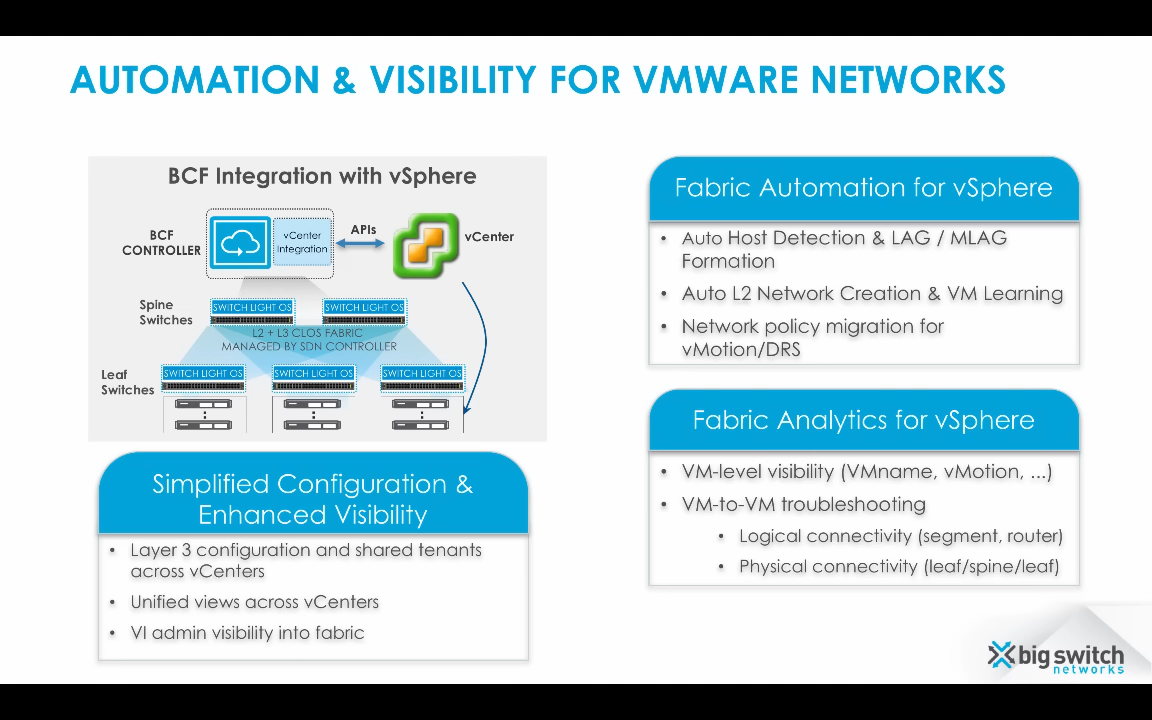 AUTOMATION & VISIBILITY FOR VMWARE NETWORKS
BCF Integration with vSphere
BCF
CONTROLLER
vCenter
Integration
APIs
vCenter
Spine
Switches
SWITCH LIGHT OS
SWITCH LIGHT OS
L2 + L3 CLOS FABRIC
MANAGED BY SDN CONTROLLER
Leaf
Switches
SWITCH LIGHT OS
SWITCH LIGHT OS
SWITCH LIGHT OS
Simplified Configuration &
Enhanced Visibility
• Layer 3 configuration and shared tenants
across vCenters
• Unified views across vCenters
• VI admin visibility into fabric
Fabric Automation for vSphere
• Auto Host Detection & LAG / MLAG
Formation
• Auto L2 Network Creation & VM Learning
• Network policy migration for
vMotion/DRS
Fabric Analytics for vSphere
• VM-level visibility (VMname, vMotion, ...)
• VM-to-VM troubleshooting
• Logical connectivity (segment, router)
• Physical connectivity (leaf/spine/leaf)
big switch
networks